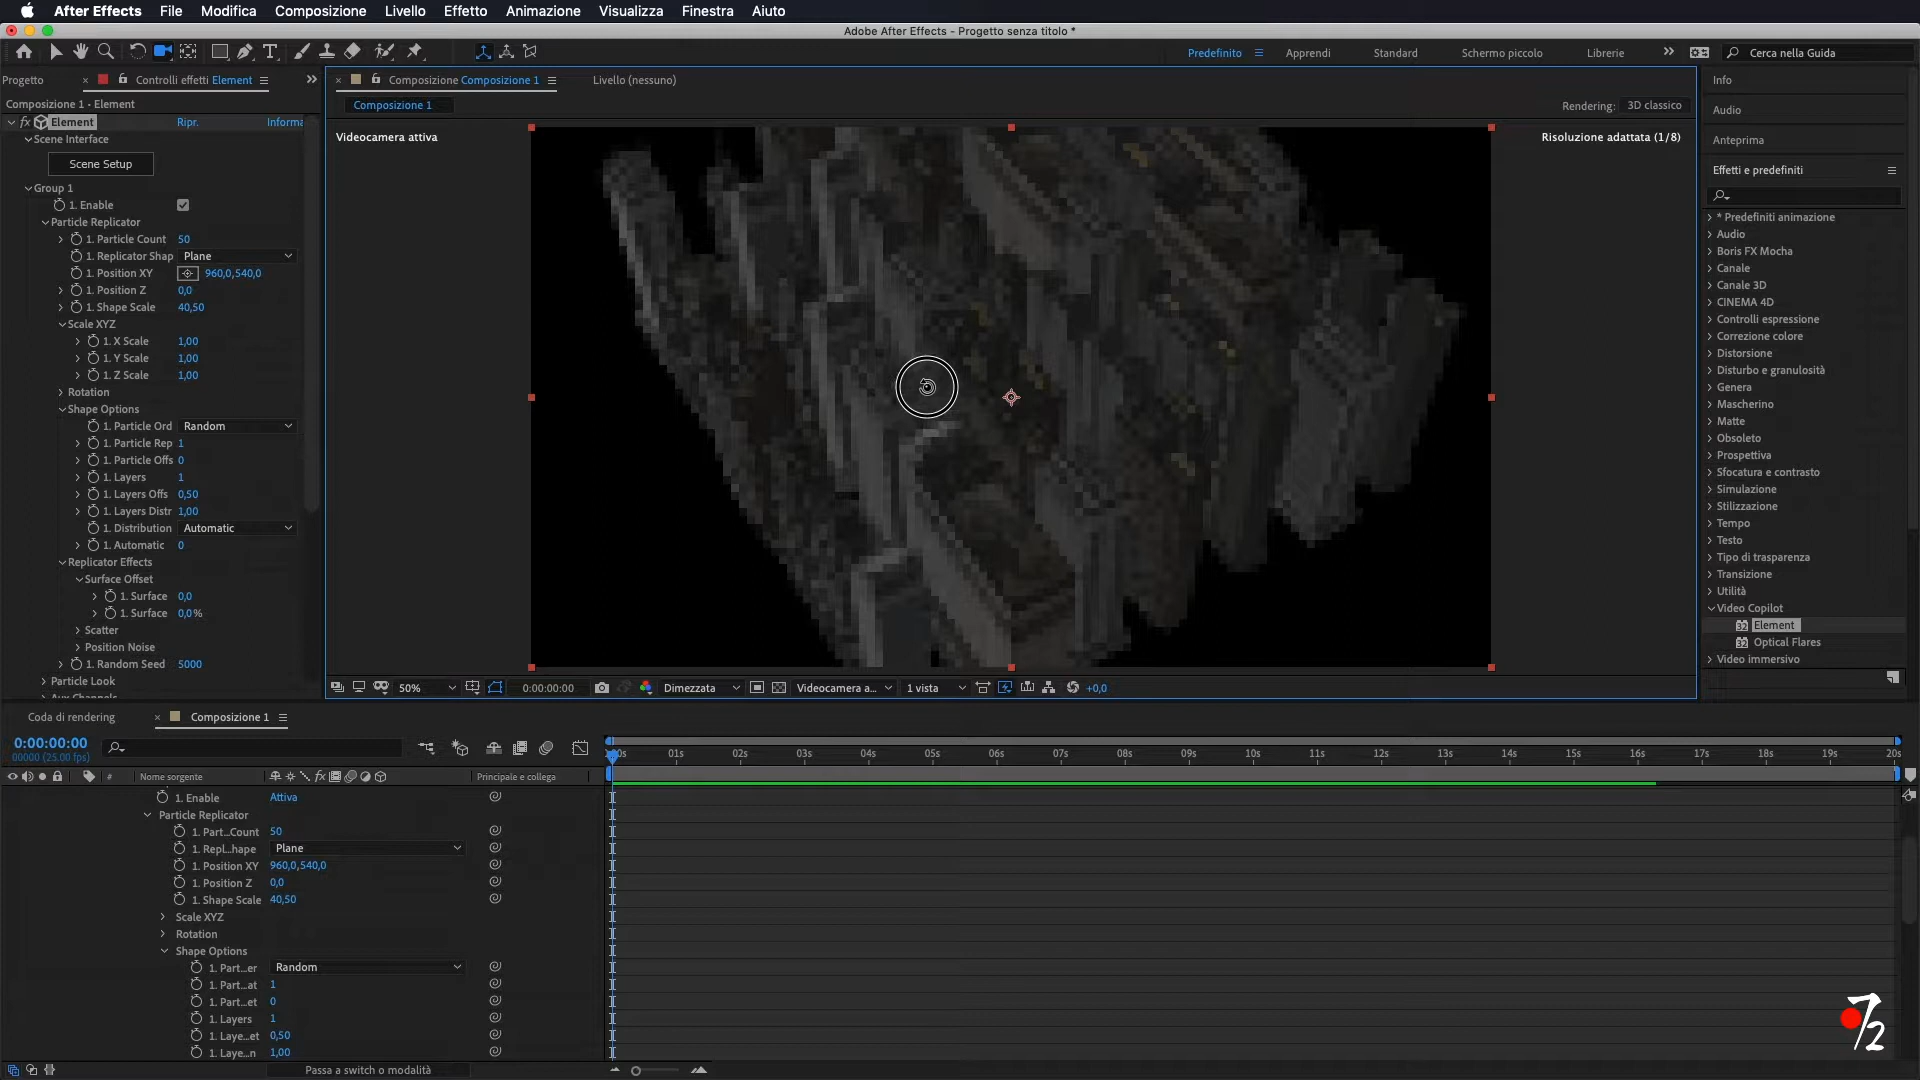 After Effects File Modifica Composizione Livello Effetto Animazione Visualizza Finestra Aiuto
Adobe After Effects - Progetto senza titolo *
Predefinito Apprendi Standard Schermo piccolo Librerie Cerca nella Guida
Progetto Controlli effetti Element
Composizione Composizione 1 Livello (nessuno)
Composizione 1 • Element
Composizione 1
Rendering: 3D classico
fx Element Ripr. Informa
Scene Interface
Scene Setup
Group 1
1. Enable
Particle Replicator
1. Particle Count 50
1. Replicator Shap Plane
1. Position XY 960,0,540,0
1. Position Z 0,0
1. Shape Scale 40,50
Scale XYZ
1. X Scale 1,00
1. Y Scale 1,00
1. Z Scale 1,00
Rotation
Shape Options
1. Particle Ord Random
1. Particle Rep 1
1. Particle Offs 0
1. Layers 1
1. Layers Offs 0,50
1. Layers Distr 1,00
1. Distribution Automatic
1. Automatic 0
Replicator Effects
Surface Offset
1. Surface 0,0
1. Surface 0,0%
Scatter
Position Noise
1. Random Seed 5000
Particle Look
Videocamera attiva
Risoluzione adattata (1/8)
50% 0:00:00:00 Dimezzata Videocamera a... 1 vista +0,0
Info
Audio
Anteprima
Effetti e predefiniti
* Predefiniti animazione
Audio
Boris FX Mocha
Canale
Canale 3D
CINEMA 4D
Controlli espressione
Correzione colore
Distorsione
Disturbo e granulosità
Genera
Mascherino
Matte
Obsoleto
Prospettiva
Sfocatura e contrasto
Simulazione
Stilizzazione
Tempo
Testo
Tipo di trasparenza
Transizione
Utilità
Video Copilot
32 Element
32 Optical Flares
Video immersivo
Coda di rendering Composizione 1
0:00:00:00
00000 (25.00 fps)
01s 02s 03s 04s 05s 06s 07s 08s 09s 10s 11s 12s 13s 14s 15s 16s 17s 18s 19s 20s
# Nome sorgente fx Principale e collega
1. Enable Attiva
Particle Replicator
1. Part...Count 50
1. Repl...hape Plane
1. Position XY 960,0,540,0
1. Position Z 0,0
1. Shape Scale 40,50
Scale XYZ
Rotation
Shape Options
1. Part...er Random
1. Part...at 1
1. Part...et 0
1. Layers 1
1. Laye...et 0,50
1. Laye...n 1,00
Passa a switch o modalità
7/2